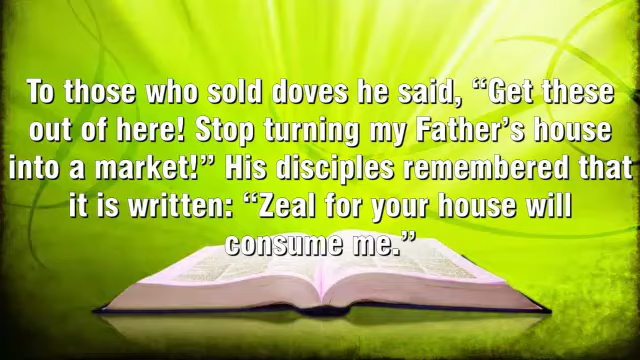 To those who sold doves he said, “Get these
out of here! Stop turning my Father’s house
into a market!” His disciples remembered that
it is written: “Zeal for your house will
consume me.”